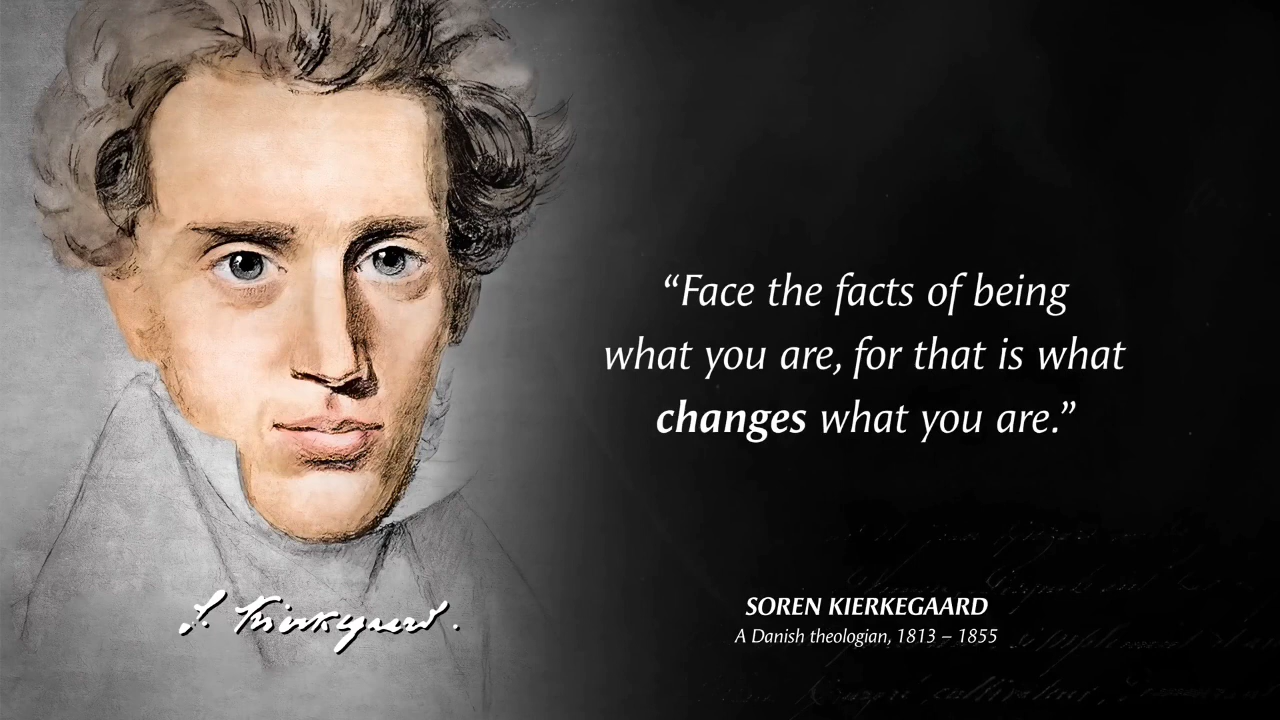 “Face the facts of being
what you are, for that is what
changes what you are.”
S. Kierkegaard.
SOREN KIERKEGAARD
A Danish theologian, 1813 – 1855